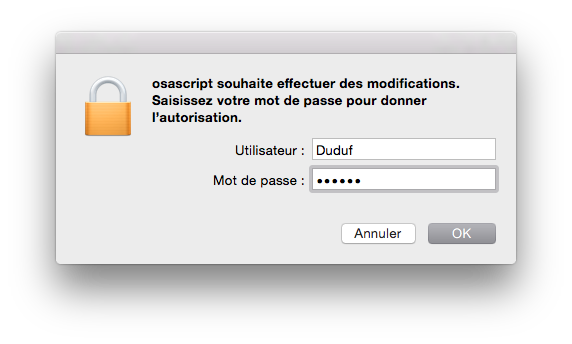 osascript souhaite effectuer des modifications.
Saisissez votre mot de passe pour donner
l'autorisation.
Utilisateur : Duduf
Mot de passe : ••••••
Annuler OK